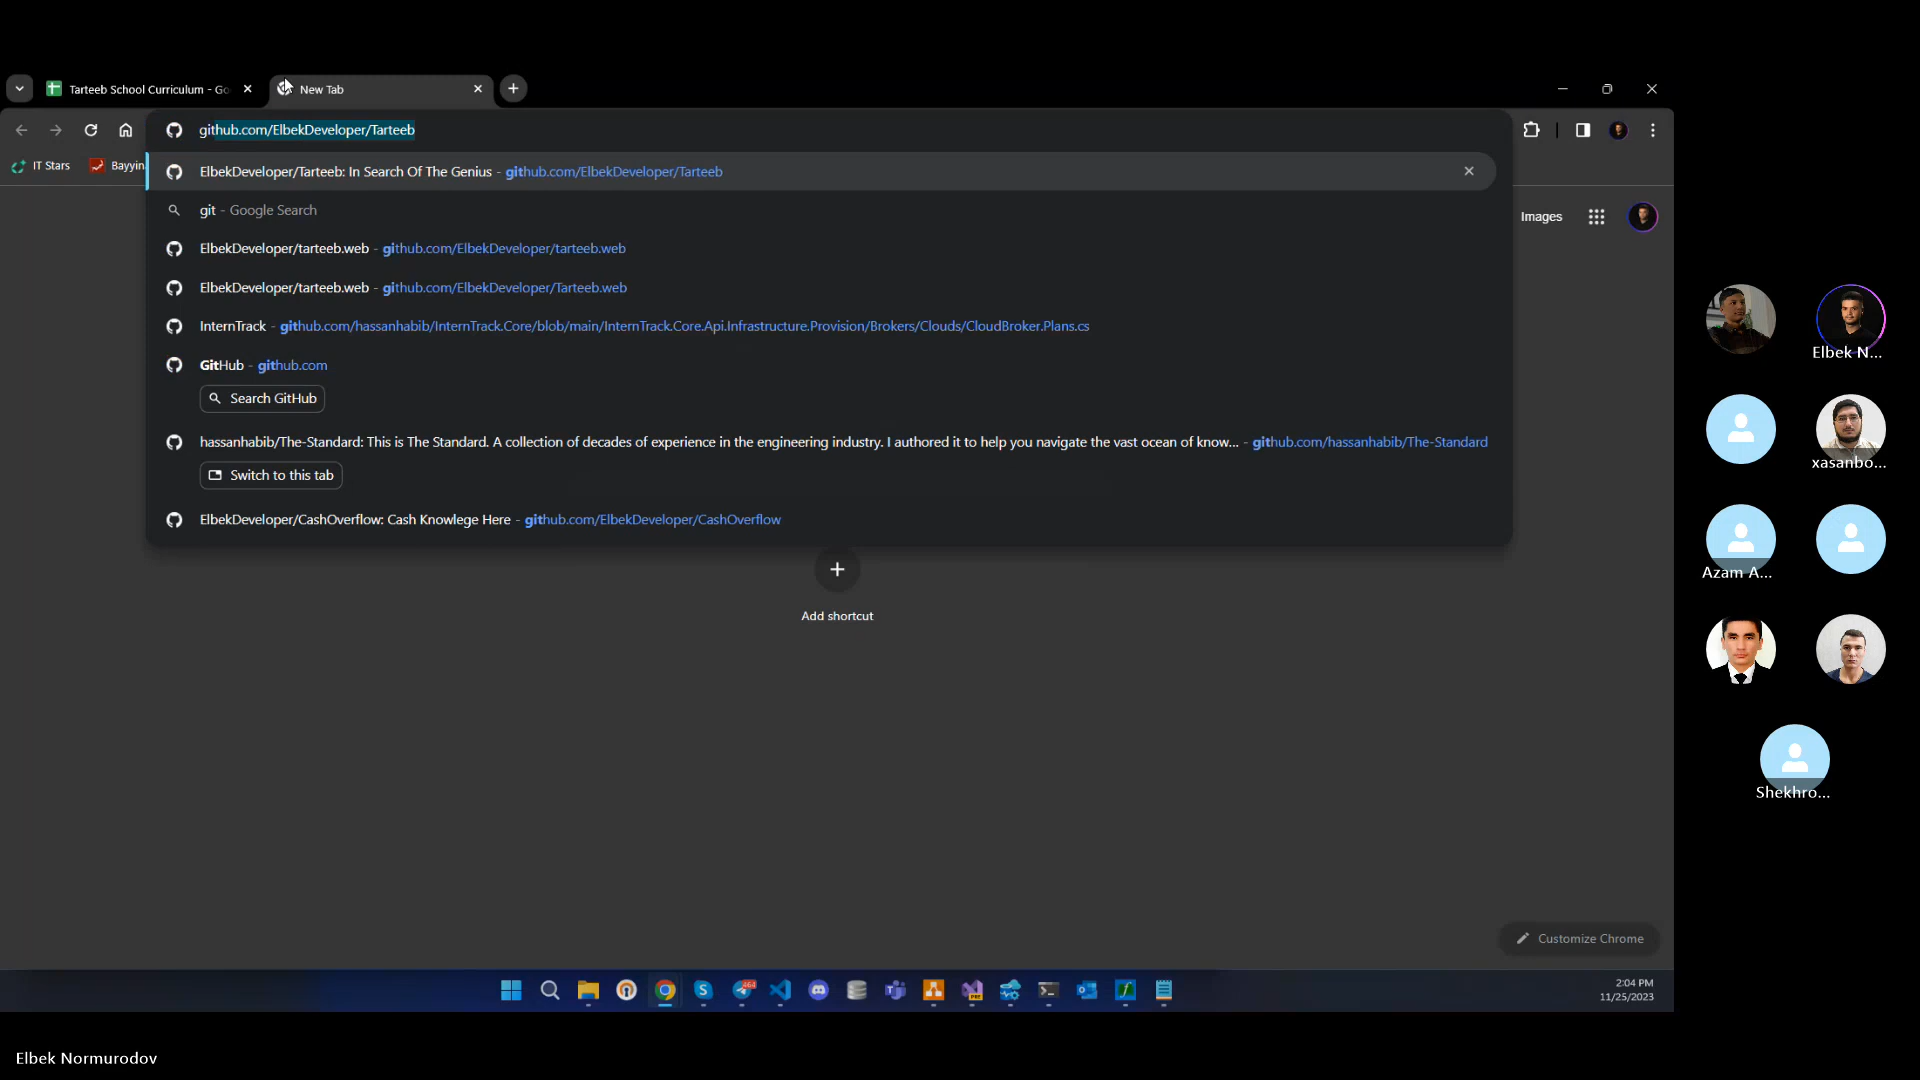 Tarteeb School Curriculum - Go
New Tab
github.com/ElbekDeveloper/Tarteeb
IT Stars
Bayyin
ElbekDeveloper/Tarteeb: In Search Of The Genius - github.com/ElbekDeveloper/Tarteeb
git - Google Search
Images
ElbekDeveloper/tarteeb.web - github.com/ElbekDeveloper/tarteeb.web
ElbekDeveloper/tarteeb.web - github.com/ElbekDeveloper/Tarteeb.web
InternTrack - github.com/hassanhabib/InternTrack.Core/blob/main/InternTrack.Core.Api.Infrastructure.Provision/Brokers/Clouds/CloudBroker.Plans.cs
GitHub - github.com
Search GitHub
hassanhabib/The-Standard: This is The Standard. A collection of decades of experience in the engineering industry. I authored it to help you navigate the vast ocean of know... - github.com/hassanhabib/The-Standard
Switch to this tab
ElbekDeveloper/CashOverflow: Cash Knowlege Here - github.com/ElbekDeveloper/CashOverflow
Add shortcut
Customize Chrome
464
PRE
2:04 PM
11/25/2023
Elbek N...
xasanbo...
Azam A...
Shekhro...
Elbek Normurodov